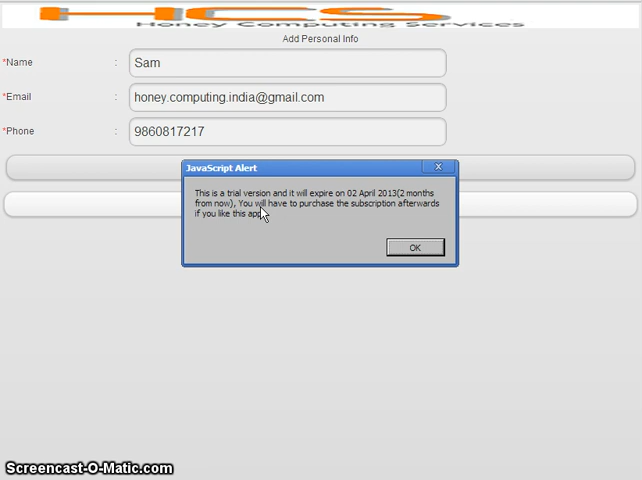 HCS
Honey Computing Services
Add Personal Info
*Name : Sam
*Email : honey.computing.india@gmail.com
*Phone : 9860817217
JavaScript Alert
This is a trial version and it will expire on 02 April 2013(2 months
from now), You will have to purchase the subscription afterwards
if you like this app
OK
Screencast-O-Matic.com